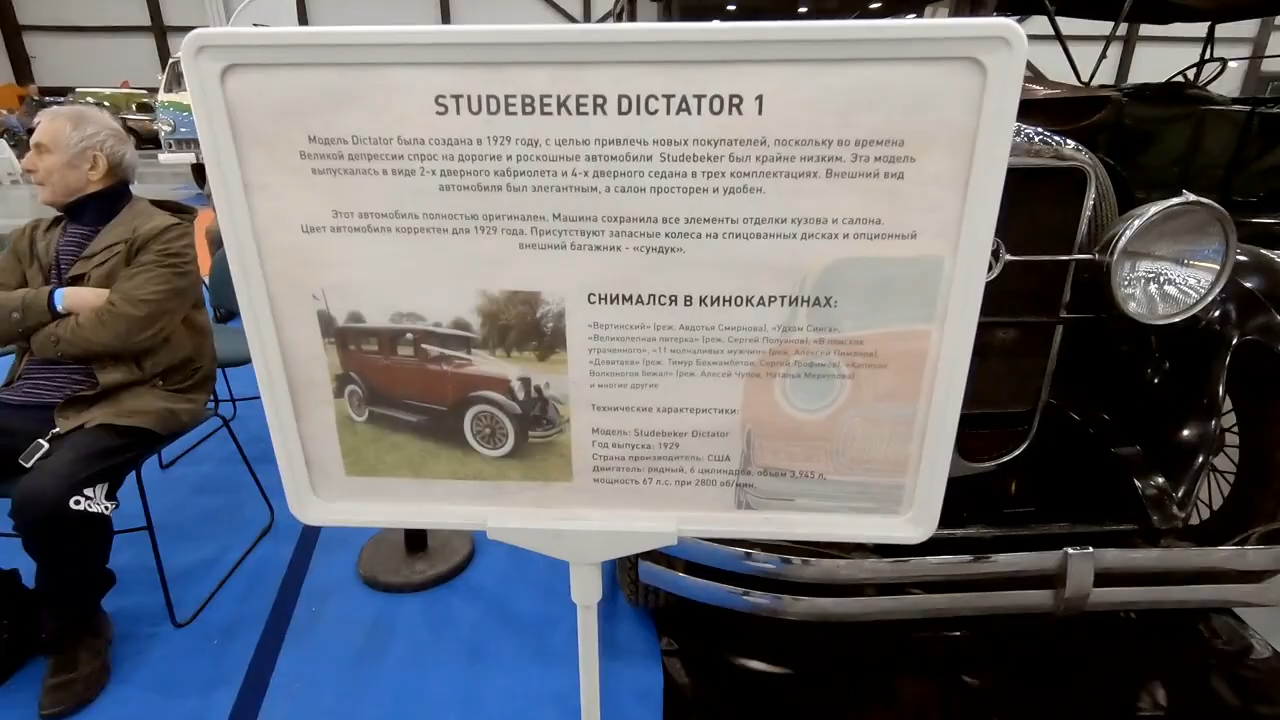 STUDEBEKER DICTATOR 1
Модель Dictator была создана в 1929 году, с целью привлечь новых покупателей, поскольку во времена
Великой депрессии спрос на дорогие и роскошные автомобили Studebeker был крайне низким. Эта модель
выпускалась в виде 2-х дверного кабриолета и 4-х дверного седана в трех комплектациях. Внешний вид
автомобиля был элегантным, а салон просторен и удобен.
Этот автомобиль полностью оригинален. Машина сохранила все элементы отделки кузова и салона.
Цвет автомобиля корректен для 1929 года. Присутствуют запасные колеса на спицованных дисках и опционный
внешний багажник - «сундук».
СНИМАЛСЯ В КИНОКАРТИНАХ:
«Вертинский» (реж. Авдотья Смирнова), «Удхам Сингх»,
«Великолепная пятерка» (реж. Сергей Полуянов), «В поисках
утраченного», «11 молчаливых мужчин» (реж. Алексей Пиманов),
«Девятаев» (реж. Тимур Бекмамбетов, Сергей Трофимов), «Капитан
Волконогов бежал» (реж. Алесей Чупов, Наталья Меркулова)
и многие другие
Технические характеристики:
Модель: Studebeker Dictator
Год выпуска: 1929
Страна производитель: США
Двигатель: рядный, 6 цилиндров, объем 3,945 л,
мощность 67 л.с. при 2800 об/мин.
adidas